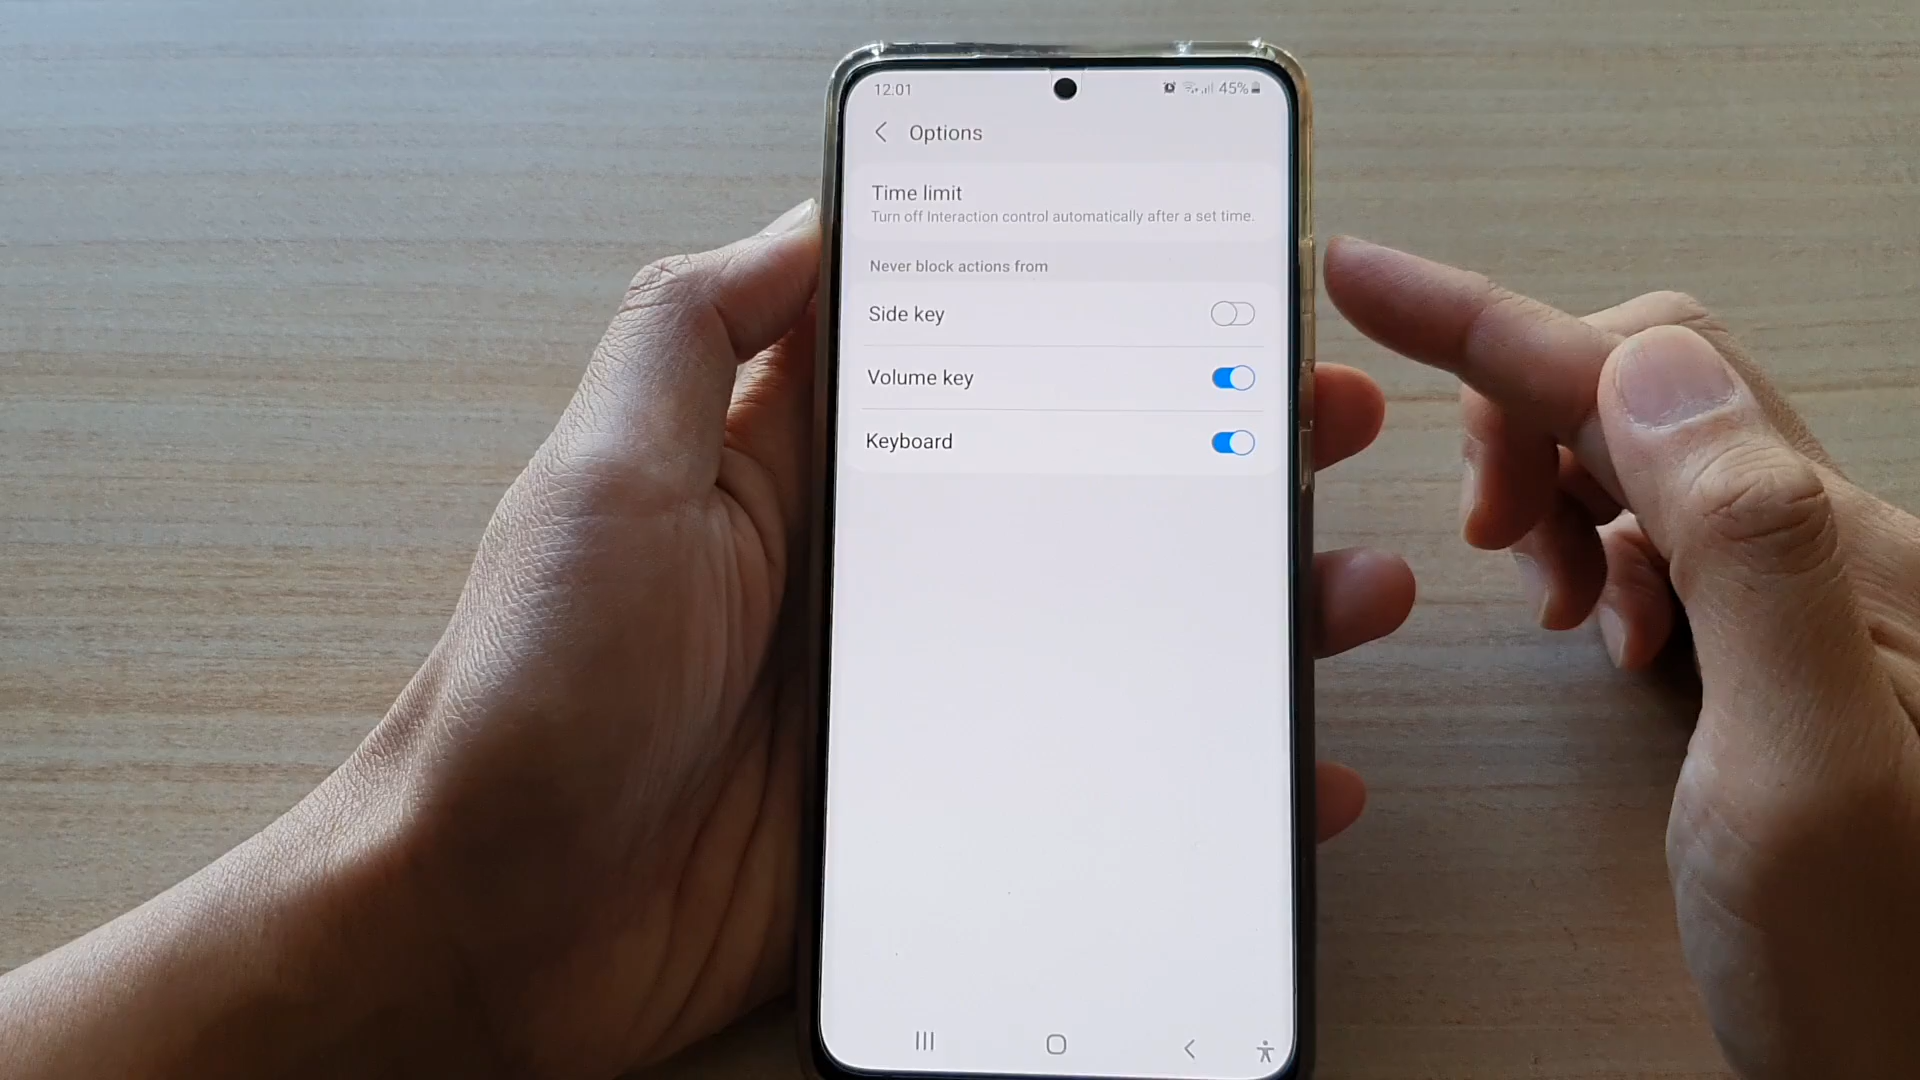 12:01
45%
Options
Time limit
Turn off Interaction control automatically after a set time.
Never block actions from
Side key
Volume key
Keyboard